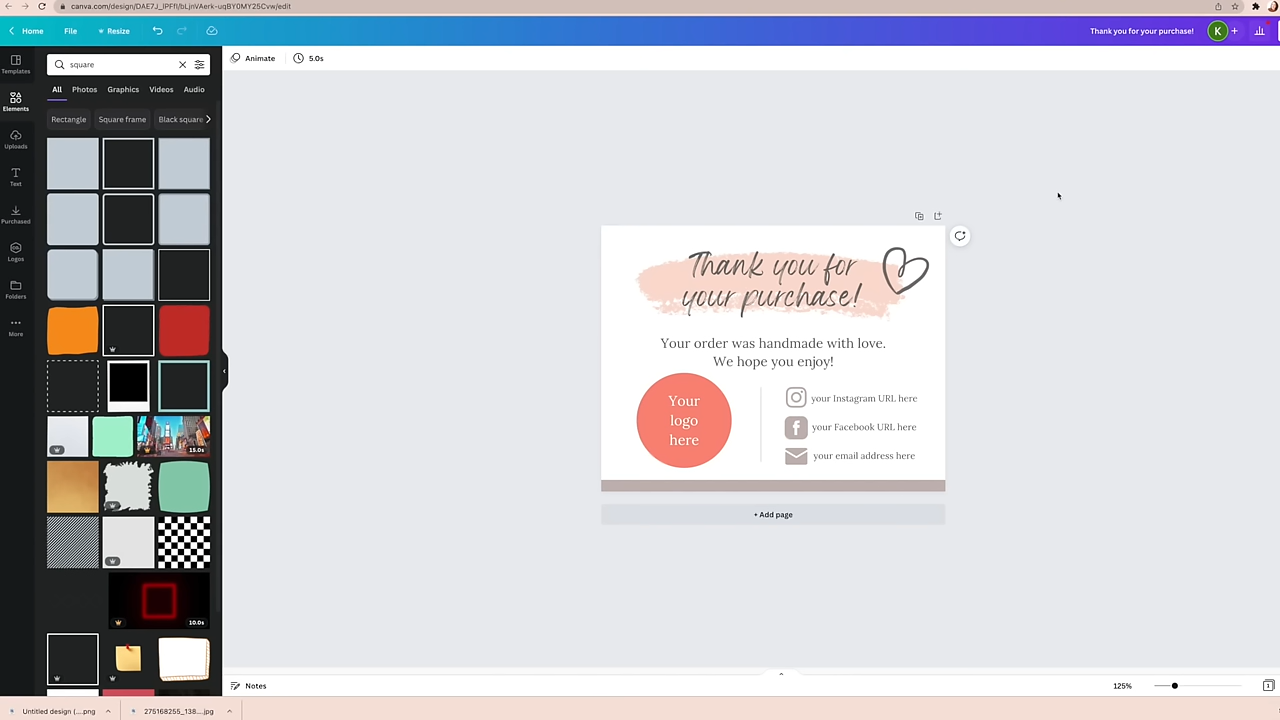 canva.com/design/DAE7J_lPFfI/bLjnVAerk-uqBY0MY25Cvw/edit
Home
File
Resize
Thank you for your purchase!
K
square
Animate
5.0s
Templates
Elements
Uploads
Text
Purchased
Logos
Folders
More
All
Photos
Graphics
Videos
Audio
Rectangle
Square frame
Black square
15.0s
10.0s
Thank you for
your purchase!
Your order was handmade with love.
We hope you enjoy!
Your
logo
here
your Instagram URL here
your Facebook URL here
your email address here
+ Add page
Notes
125%
1
Untitled design (....png
275168255_138....jpg